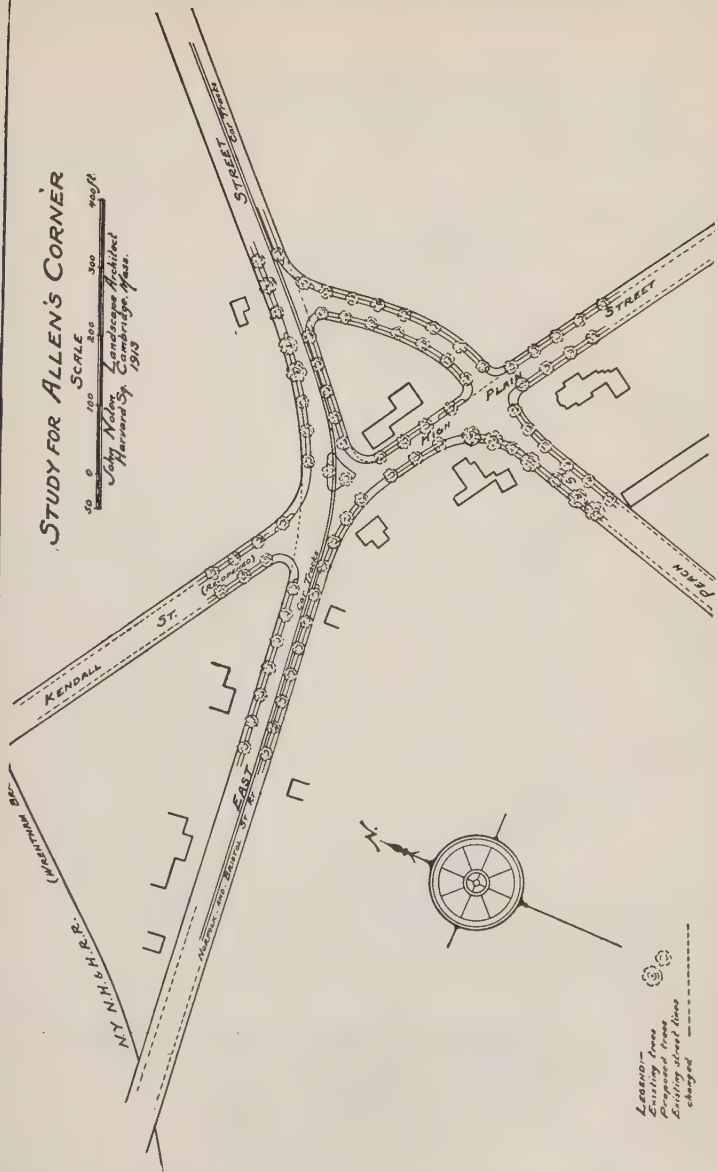 STUDY FOR ALLEN'S CORNER
SCALE
50 0 100 200 300 400 ft.
John Nolen Landscape Architect
Harvard Sq. Cambridge, Mass.
1913
STREET
Car Tracks
KENDALL ST.
(RE-OPENED)
HIGH
PLAIN
STREET
PEACH
ST.
Car Tracks
EAST
NORFOLK AND BRISTOL ST. RY.
N.Y. N.H. & H. R.R. (WRENTHAM BR.
N.
LEGEND:-
Existing trees
Proposed trees
Existing street lines
changed